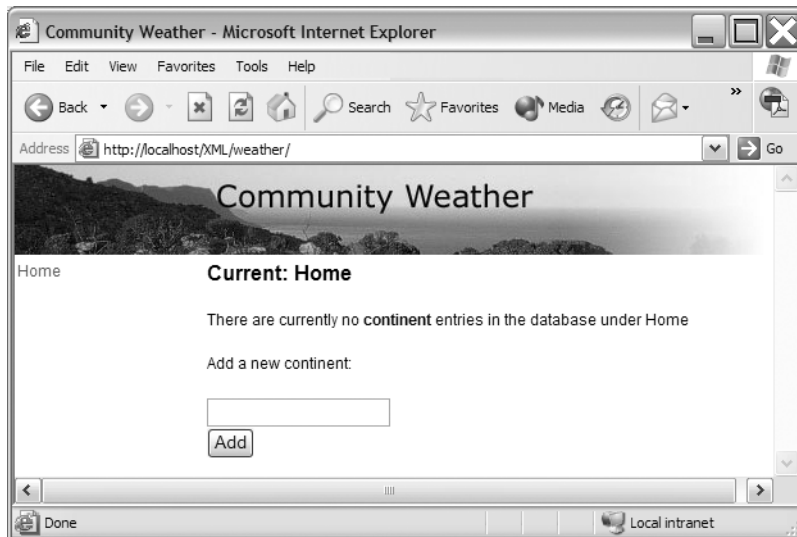 Community Weather - Microsoft Internet Explorer
File Edit View Favorites Tools Help
Back Search Favorites Media »
Address http://localhost/XML/weather/ Go
Community Weather
Home
Current: Home
There are currently no continent entries in the database under Home
Add a new continent:
Add
Done Local intranet